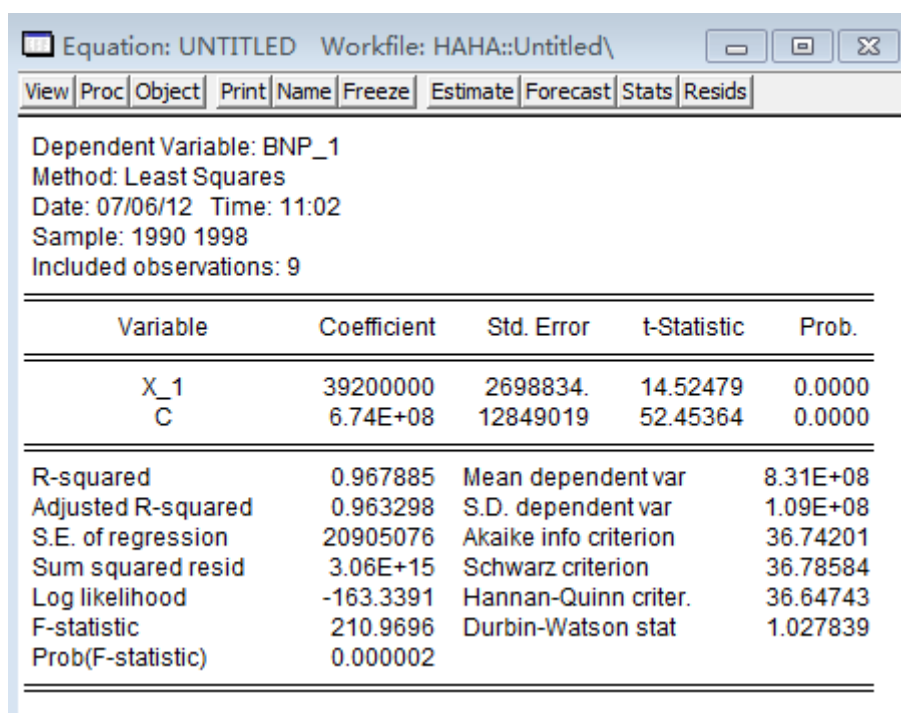 Equation: UNTITLED Workfile: HAHA::Untitled\
View Proc Object Print Name Freeze Estimate Forecast Stats Resids
Dependent Variable: BNP_1
Method: Least Squares
Date: 07/06/12 Time: 11:02
Sample: 1990 1998
Included observations: 9
Variable Coefficient Std. Error t-Statistic Prob.
X_1 39200000 2698834. 14.52479 0.0000
C 6.74E+08 12849019 52.45364 0.0000
R-squared 0.967885 Mean dependent var 8.31E+08
Adjusted R-squared 0.963298 S.D. dependent var 1.09E+08
S.E. of regression 20905076 Akaike info criterion 36.74201
Sum squared resid 3.06E+15 Schwarz criterion 36.78584
Log likelihood -163.3391 Hannan-Quinn criter. 36.64743
F-statistic 210.9696 Durbin-Watson stat 1.027839
Prob(F-statistic) 0.000002